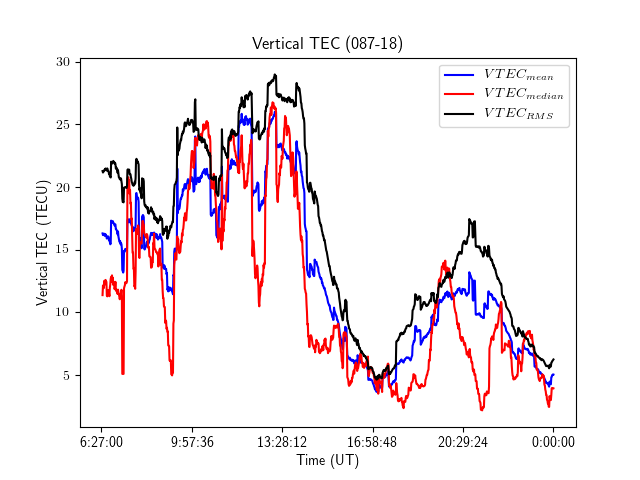 Vertical TEC (087-18)
VTEC_mean
VTEC_median
VTEC_RMS
30
25
20
15
10
5
Vertical TEC (TECU)
6:27:00 9:57:36 13:28:12 16:58:48 20:29:24 0:00:00
Time (UT)